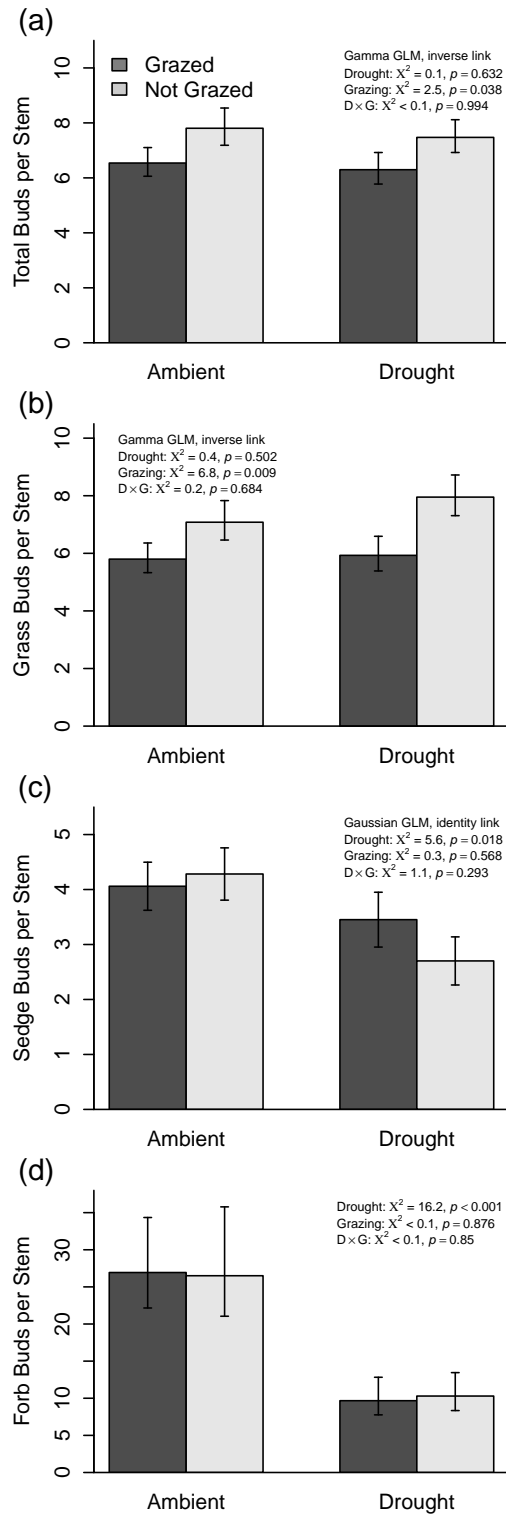 (a)
Total Buds per Stem
0
2
4
6
8
10
Grazed
Not Grazed
Gamma GLM, inverse link
Drought: X² = 0.1, p = 0.632
Grazing: X² = 2.5, p = 0.038
D × G: X² < 0.1, p = 0.994
Ambient
Drought
(b)
Grass Buds per Stem
0
2
4
6
8
10
Gamma GLM, inverse link
Drought: X² = 0.4, p = 0.502
Grazing: X² = 6.8, p = 0.009
D × G: X² = 0.2, p = 0.684
Ambient
Drought
(c)
Sedge Buds per Stem
0
1
2
3
4
5
Gaussian GLM, identity link
Drought: X² = 5.6, p = 0.018
Grazing: X² = 0.3, p = 0.568
D × G: X² = 1.1, p = 0.293
Ambient
Drought
(d)
Forb Buds per Stem
0
5
10
20
30
Drought: X² = 16.2, p < 0.001
Grazing: X² < 0.1, p = 0.876
D × G: X² < 0.1, p = 0.85
Ambient
Drought